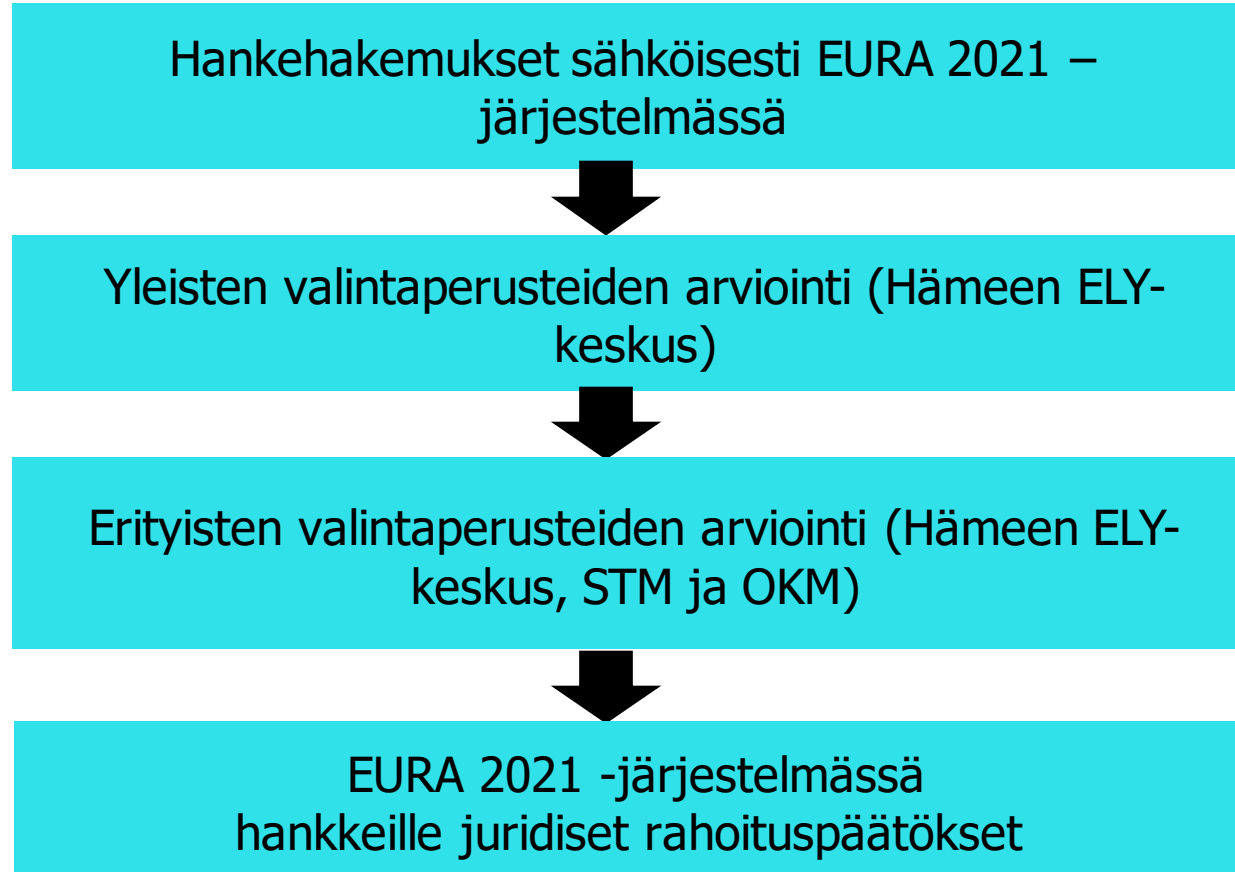 Hankehakemukset sähköisesti EURA 2021 –
järjestelmässä
Yleisten valintaperusteiden arviointi (Hämeen ELY-
keskus)
Erityisten valintaperusteiden arviointi (Hämeen ELY-
keskus, STM ja OKM)
EURA 2021 -järjestelmässä
hankkeille juridiset rahoituspäätökset